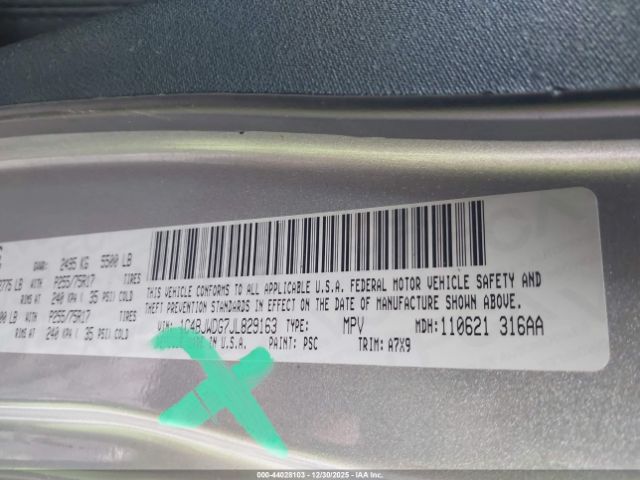 GVWR: 2495 KG 5500 LB
2775 LB WITH P255/75R17 TIRES
RIMS AT 240 KPA ( 35 PSI) COLD
00 LB WITH P255/75R17 TIRES
RIMS AT 240 KPA ( 35 PSI) COLD
THIS VEHICLE CONFORMS TO ALL APPLICABLE U.S.A. FEDERAL MOTOR VEHICLE SAFETY AND
THEFT PREVENTION STANDARDS IN EFFECT ON THE DATE OF MANUFACTURE SHOWN ABOVE.
VIN: 1C4BJWDG7JL829163 TYPE: MPV MDH: 110621 316AA
MADE IN U.S.A. PAINT: PSC TRIM: A7X9
000-44028103 - 12/30/2025 - IAA Inc.